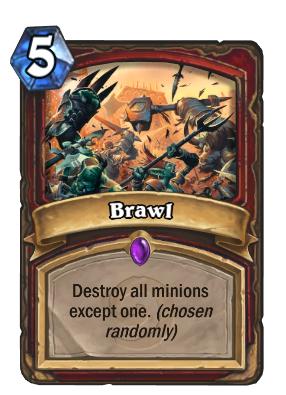 5
Brawl
Destroy all minions
except one. (chosen
randomly)